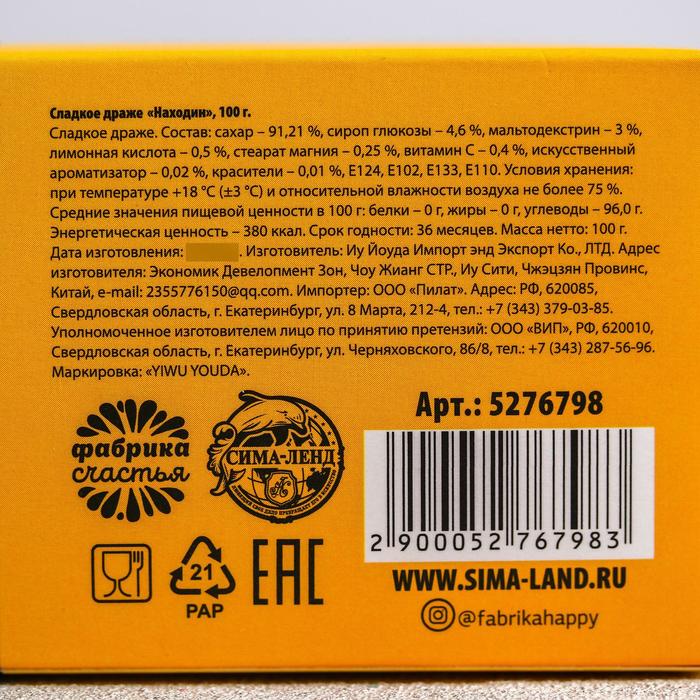 Сладкое драже «Находин», 100 г.
Сладкое драже. Состав: сахар – 91,21 %, сироп глюкозы – 4,6 %, мальтодекстрин – 3 %,
лимонная кислота – 0,5 %, стеарат магния – 0,25 %, витамин С – 0,4 %, искусственный
ароматизатор – 0,02 %, красители – 0,01 %, Е124, Е102, Е133, Е110. Условия хранения:
при температуре +18 °С (±3 °С) и относительной влажности воздуха не более 75 %.
Средние значения пищевой ценности в 100 г: белки – 0 г, жиры – 0 г, углеводы – 96,0 г.
Энергетическая ценность – 380 ккал. Срок годности: 36 месяцев. Масса нетто: 100 г.
Дата изготовления: . Изготовитель: Иу Йоуда Импорт энд Экспорт Ко., ЛТД. Адрес
изготовителя: Экономик Девелопмент Зон, Чоу Жианг СТР., Иу Сити, Чжэцзян Провинс,
Китай, e-mail: 2355776150@qq.com. Импортер: ООО «Пилат». Адрес: РФ, 620085,
Свердловская область, г. Екатеринбург, ул. 8 Марта, 212-4, тел.: +7 (343) 379-03-85.
Уполномоченное изготовителем лицо по принятию претензий: ООО «ВИП», РФ, 620010,
Свердловская область, г. Екатеринбург, ул. Черняховского, 86/8, тел.: +7 (343) 287-56-96.
Маркировка: «YIWU YOUDA».
Арт.: 5276798
фабрика
счастья
СИМА-ЛЕНД
2 900052 767983
21
PAP
EAC
WWW.SIMA-LAND.RU
@fabrikahappy